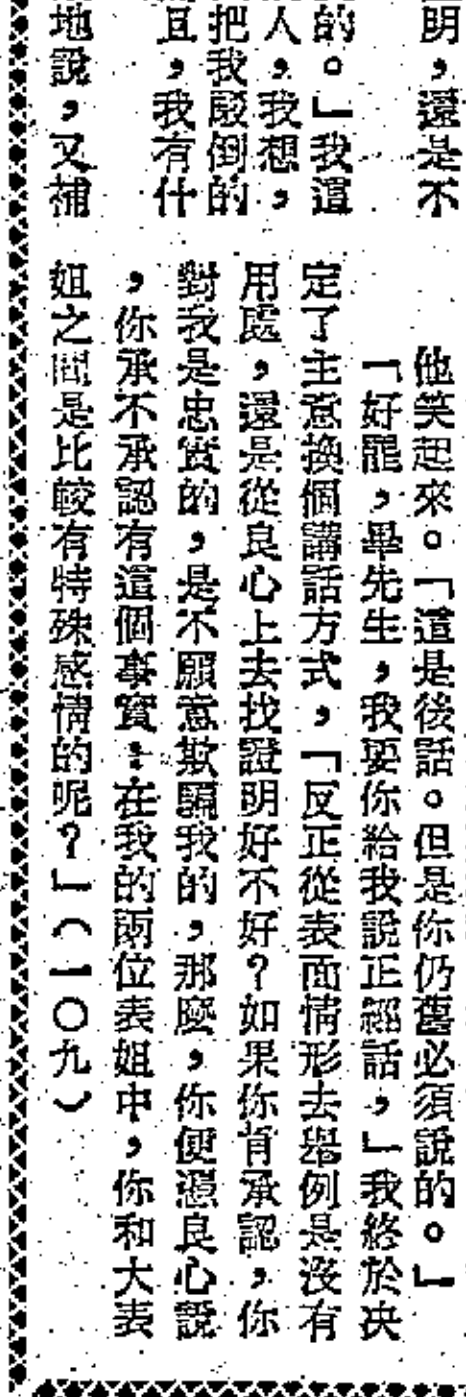 明,還是不
的。」我這
人,我想,
把我毆倒的
且,我有什
地說,又補
他笑起來。「這是後話。但是你仍舊必須說的。」
「好罷,畢先生,我要你給我說正經話,」我終於决
定了主意換個講話方式,「反正從表面情形去舉例是沒有
用處,還是從良心上去找證明好不好?如果你肯承認,你
對我是忠實的,是不願意欺騙我的,那麼,你便憑良心說
,你承不承認有這個事實:在我的兩位表姐中,你和大表
姐之間是比較有特殊感情的呢?」(一〇九)